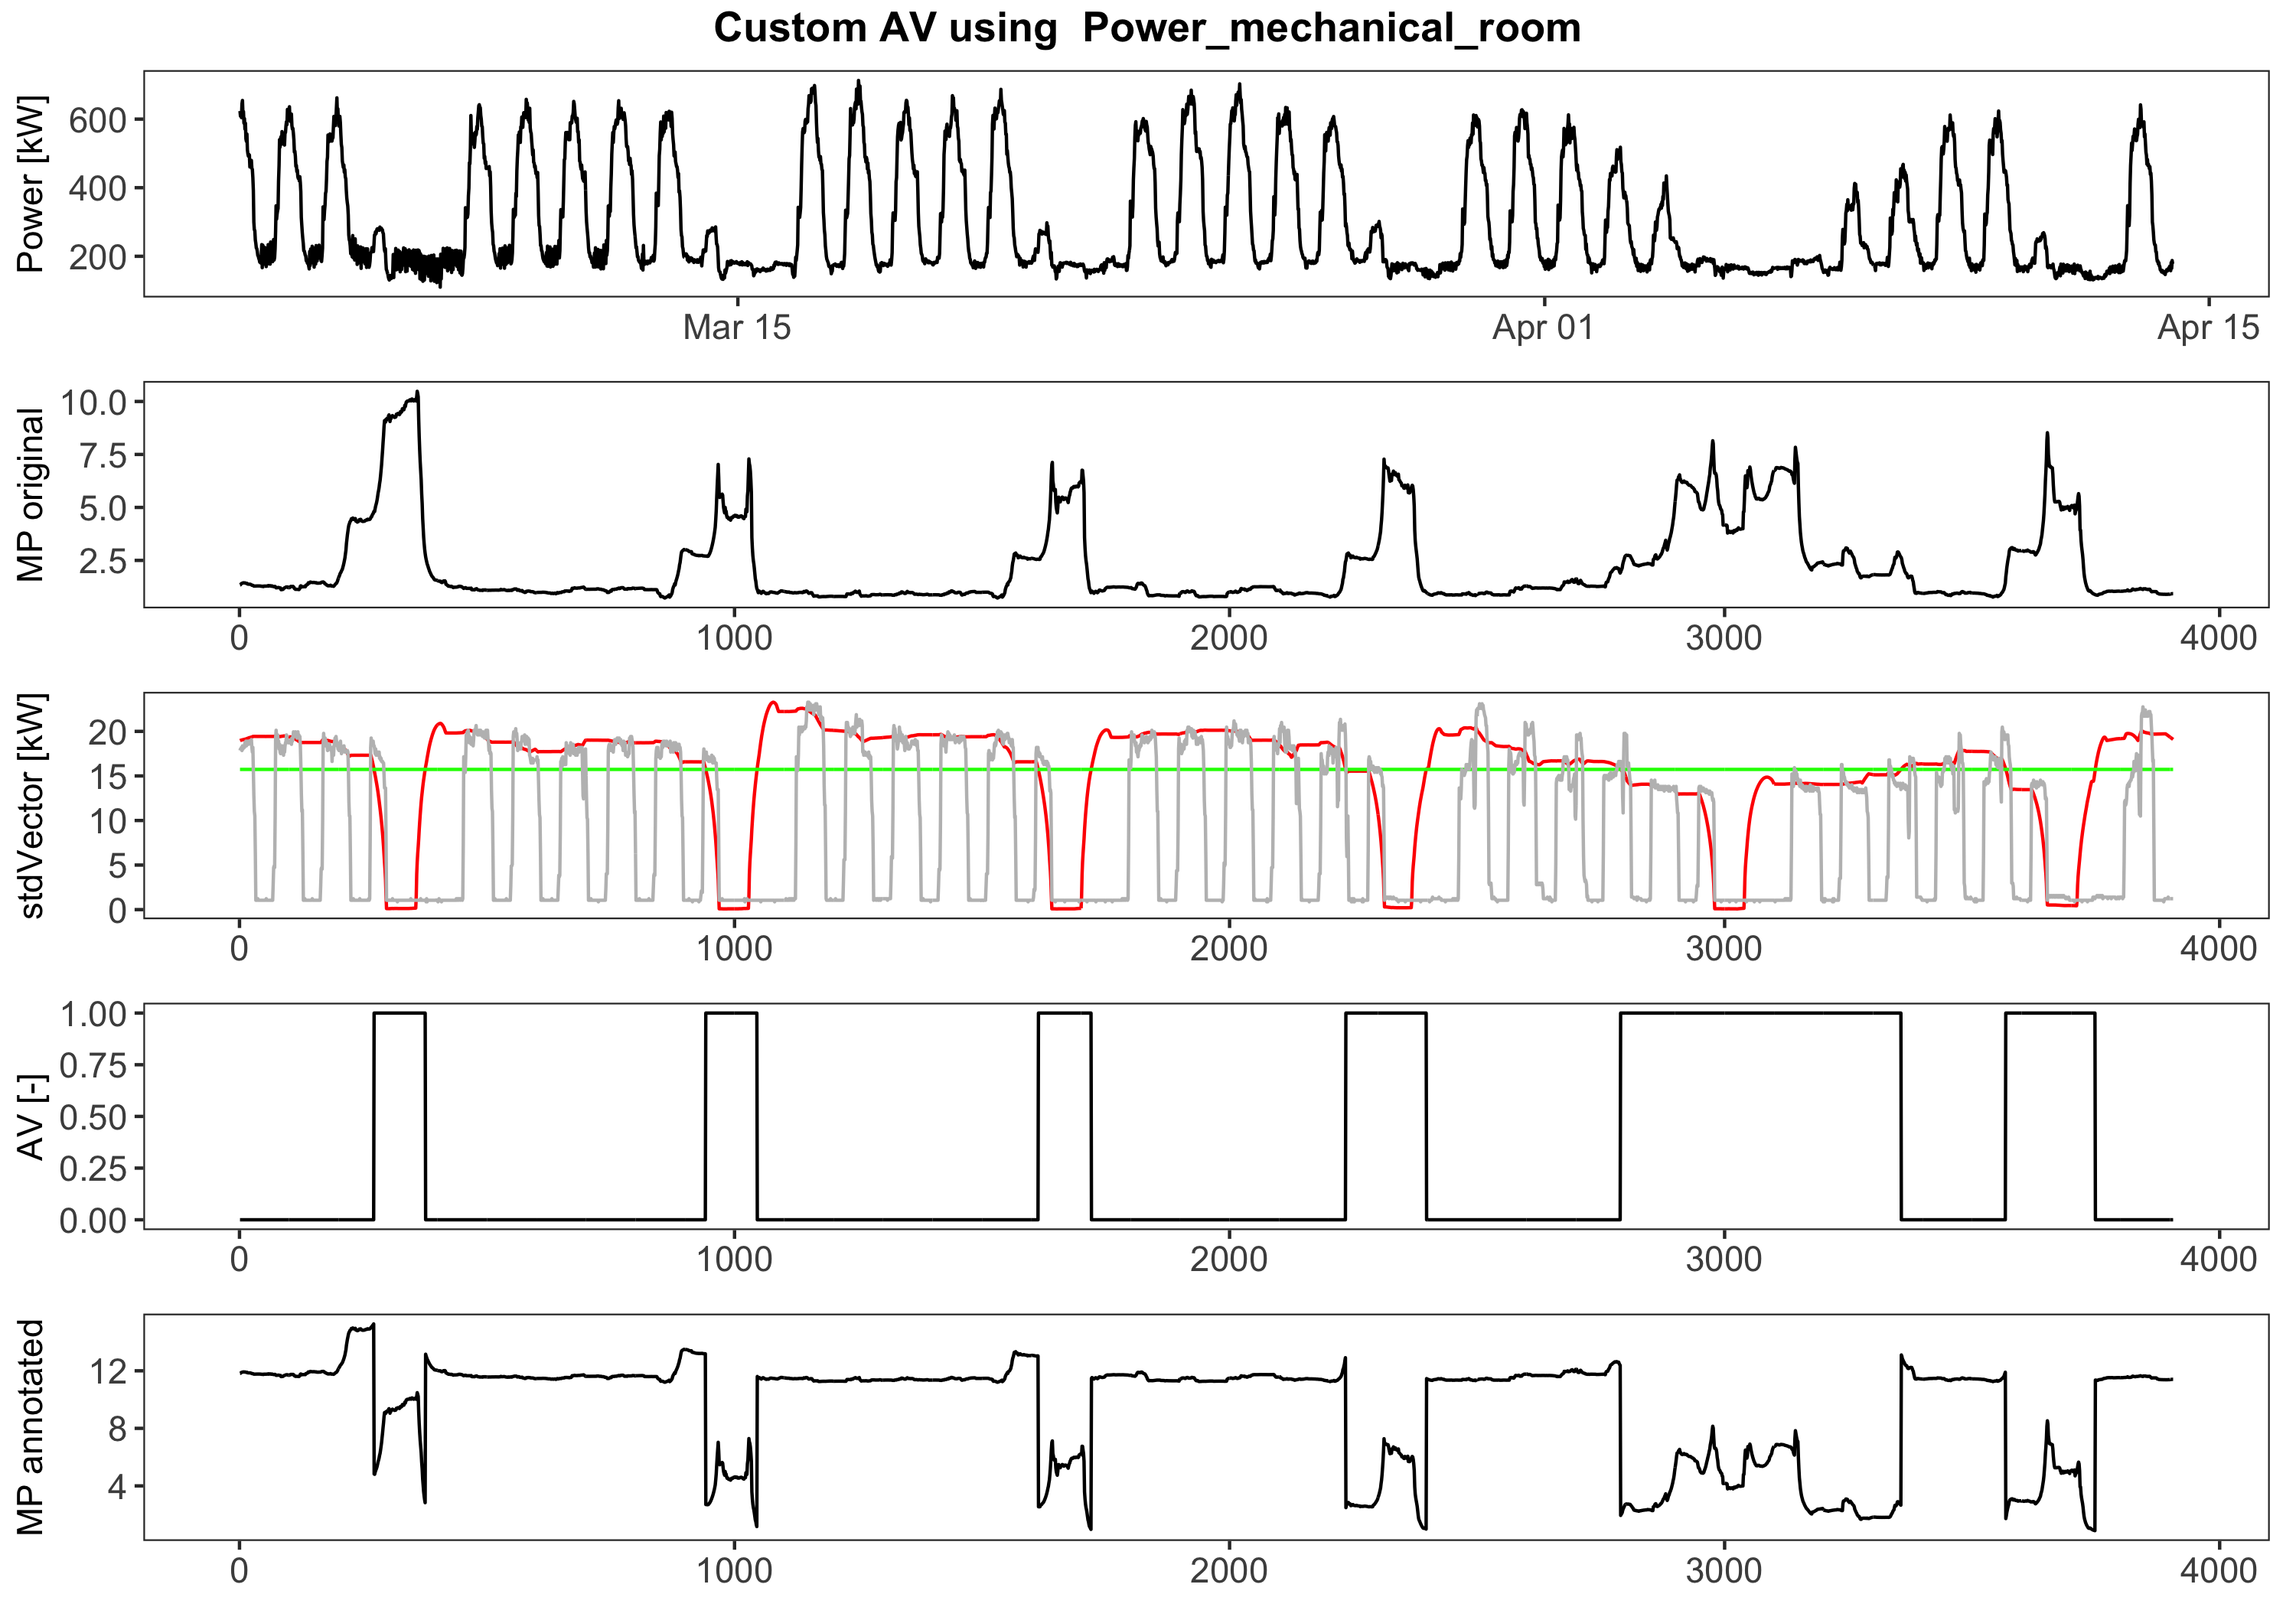 Custom AV using  Power_mechanical_room
Power [kW]
600
400
200
Mar 15 Apr 01 Apr 15
MP original
10.0
7.5
5.0
2.5
0 1000 2000 3000 4000
stdVector [kW]
20
15
10
5
0
0 1000 2000 3000 4000
AV [-]
1.00
0.75
0.50
0.25
0.00
0 1000 2000 3000 4000
MP annotated
12
8
4
0 1000 2000 3000 4000